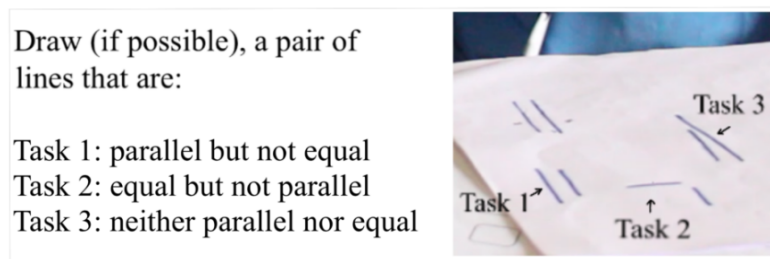 Draw (if possible), a pair of
lines that are:
Task 1: parallel but not equal
Task 2: equal but not parallel
Task 3: neither parallel nor equal
Task 3
Task 1
Task 2